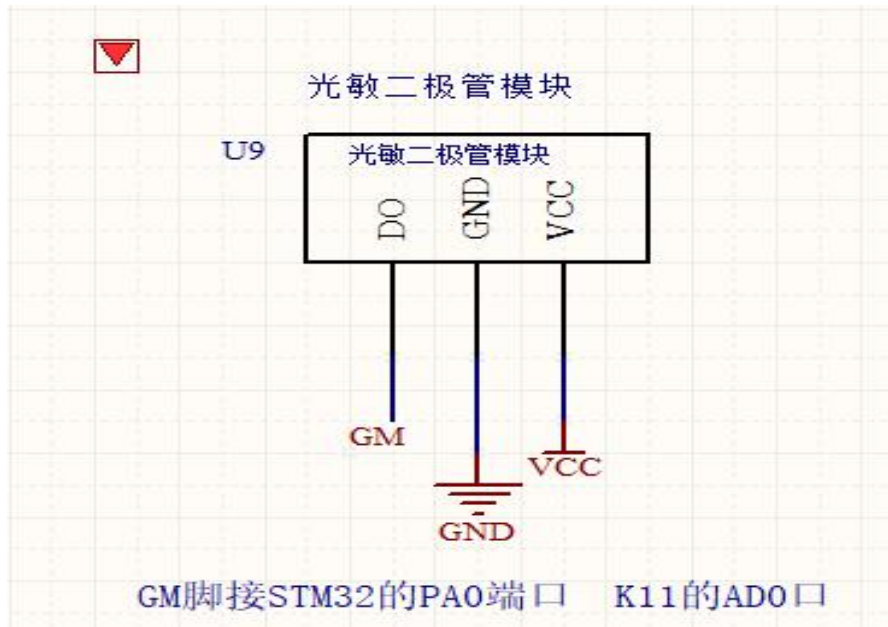 光敏二极管模块
U9
光敏二极管模块
DO
GND
VCC
GM
VCC
GND
GM脚接STM32的PA0端口 K11的AD0口